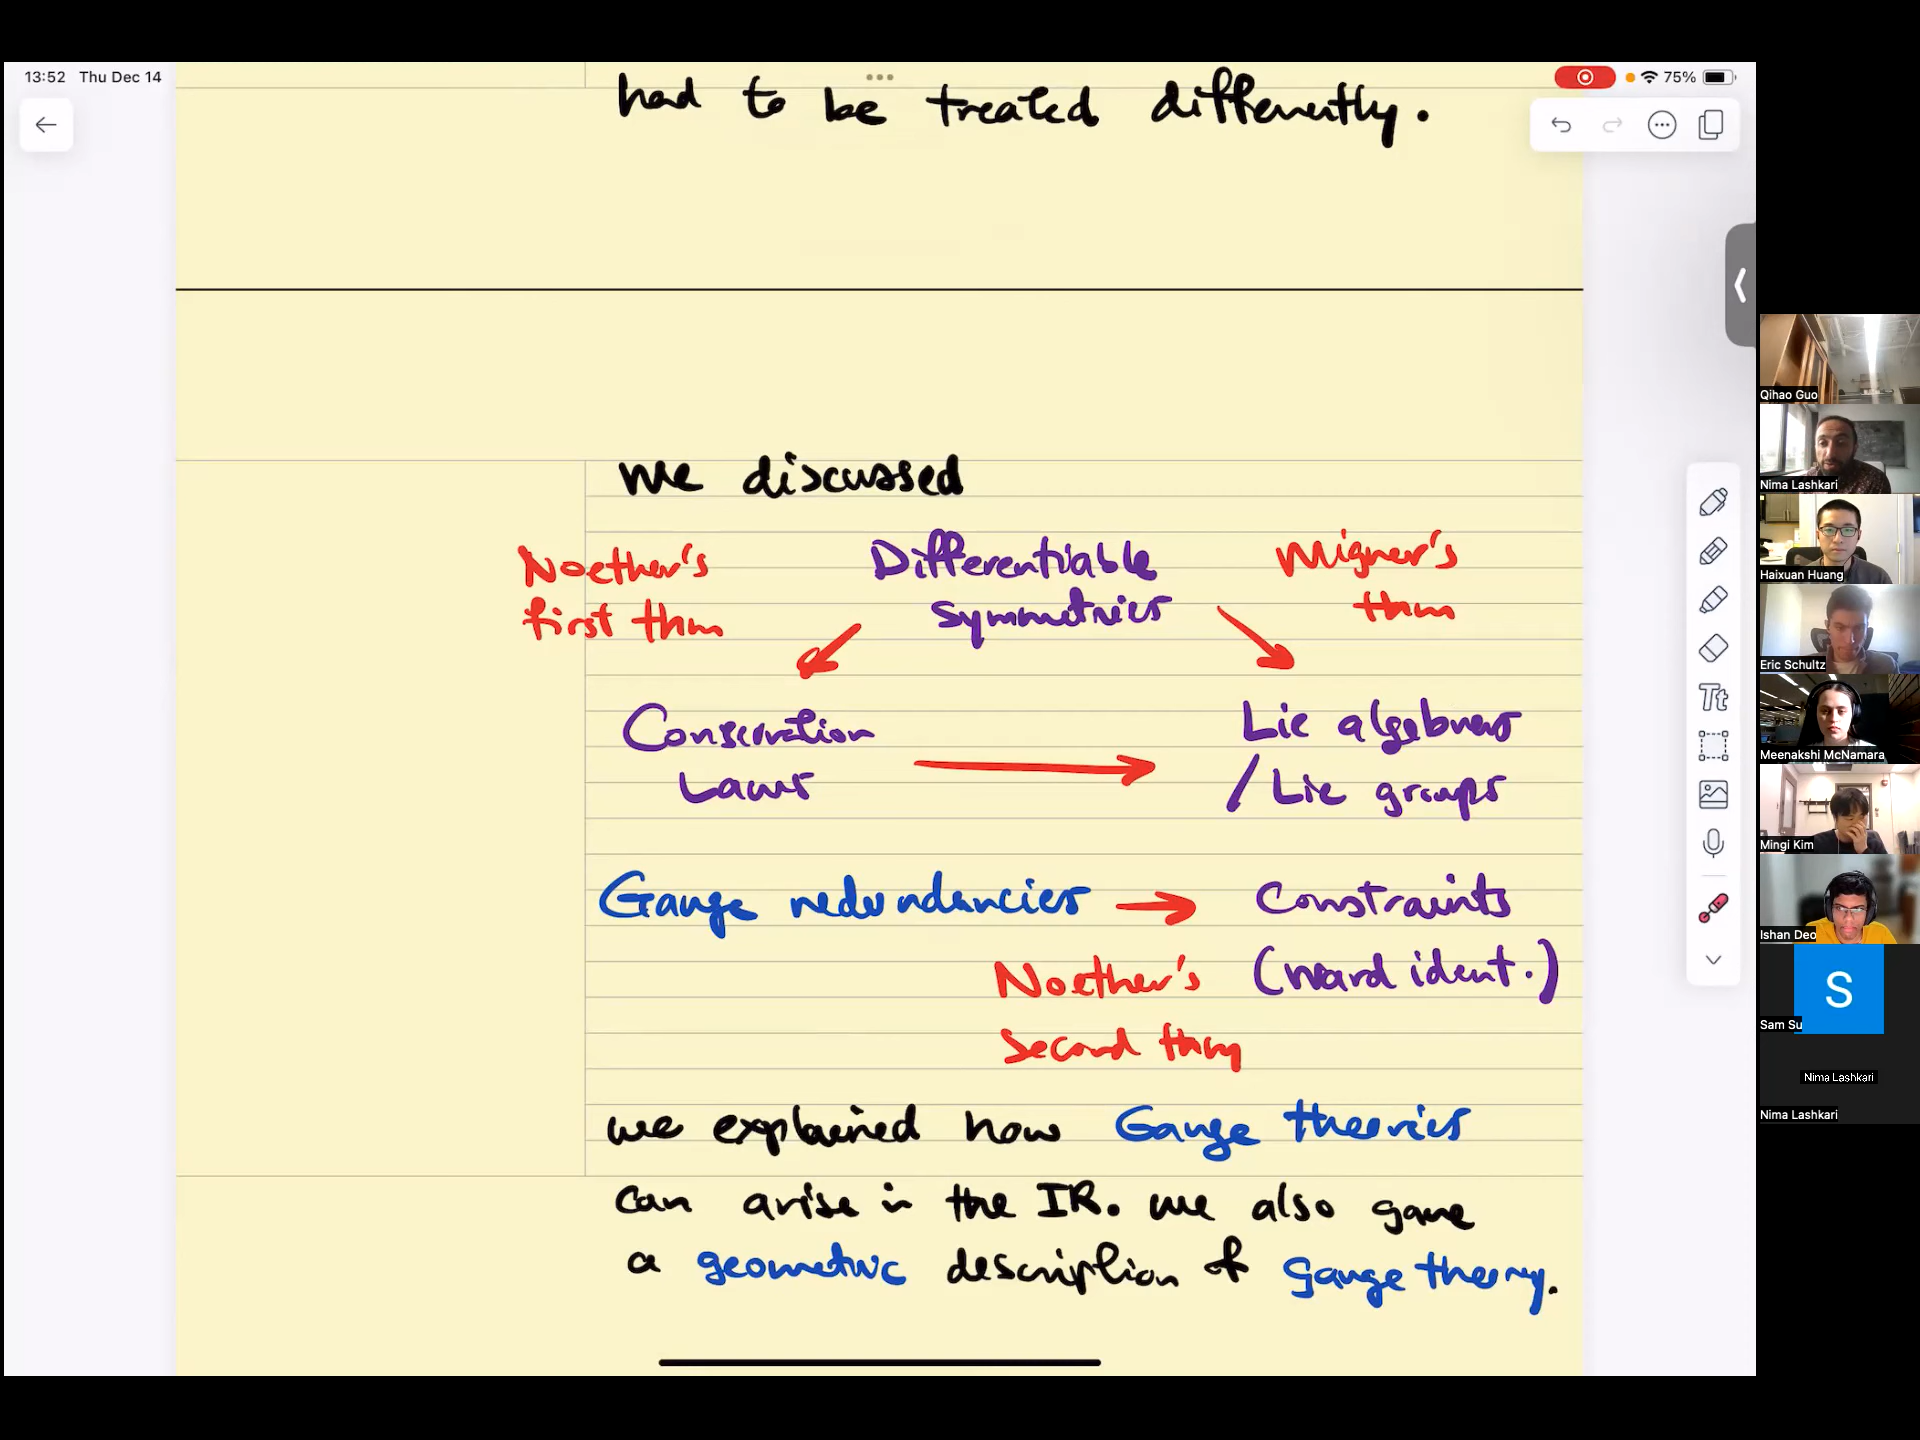 13:52 Thu Dec 14
75%
had to be treated differently.
we discussed
Noether's
first thm
Differentiable
symmetries
Wigner's
thm
Conservation
Laws
Lie algebras
/ Lie groups
Gauge redundancies
Constraints
(Ward ident.)
Noether's
second thm
we explained how Gauge theories
can arise in the IR. we also gave
a geometric description of gauge theory.
Tt
Qihao Guo
Nima Lashkari
Haixuan Huang
Eric Schultz
Meenakshi McNamara
Mingi Kim
Ishan Deo
S
Sam Su
Nima Lashkari
Nima Lashkari